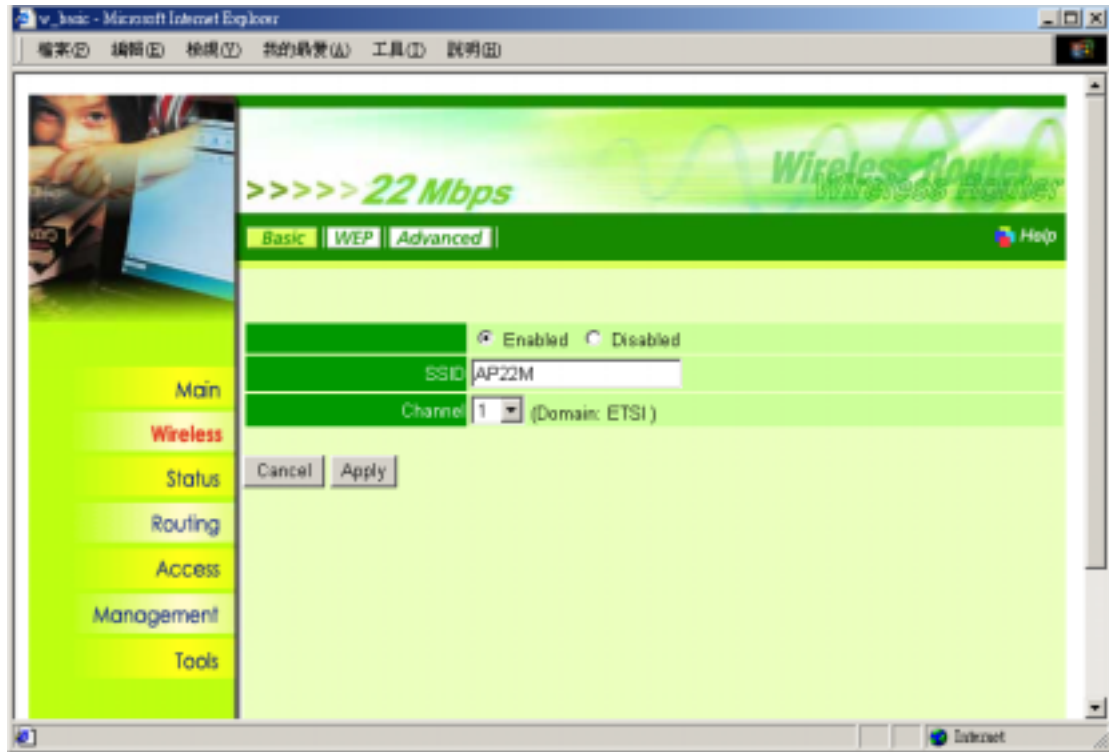 w_basic - Microsoft Internet Explorer
檔案(F) 編輯(E) 檢視(V) 我的最愛(A) 工具(T) 說明(H)
Wireless Router
Wireless Router
>>>>> 22 Mbps
Basic WEP Advanced
Help
Enabled Disabled
SSID AP22M
Channel 1 (Domain: ETSI )
Cancel Apply
Main
Wireless
Status
Routing
Access
Management
Tools
Internet